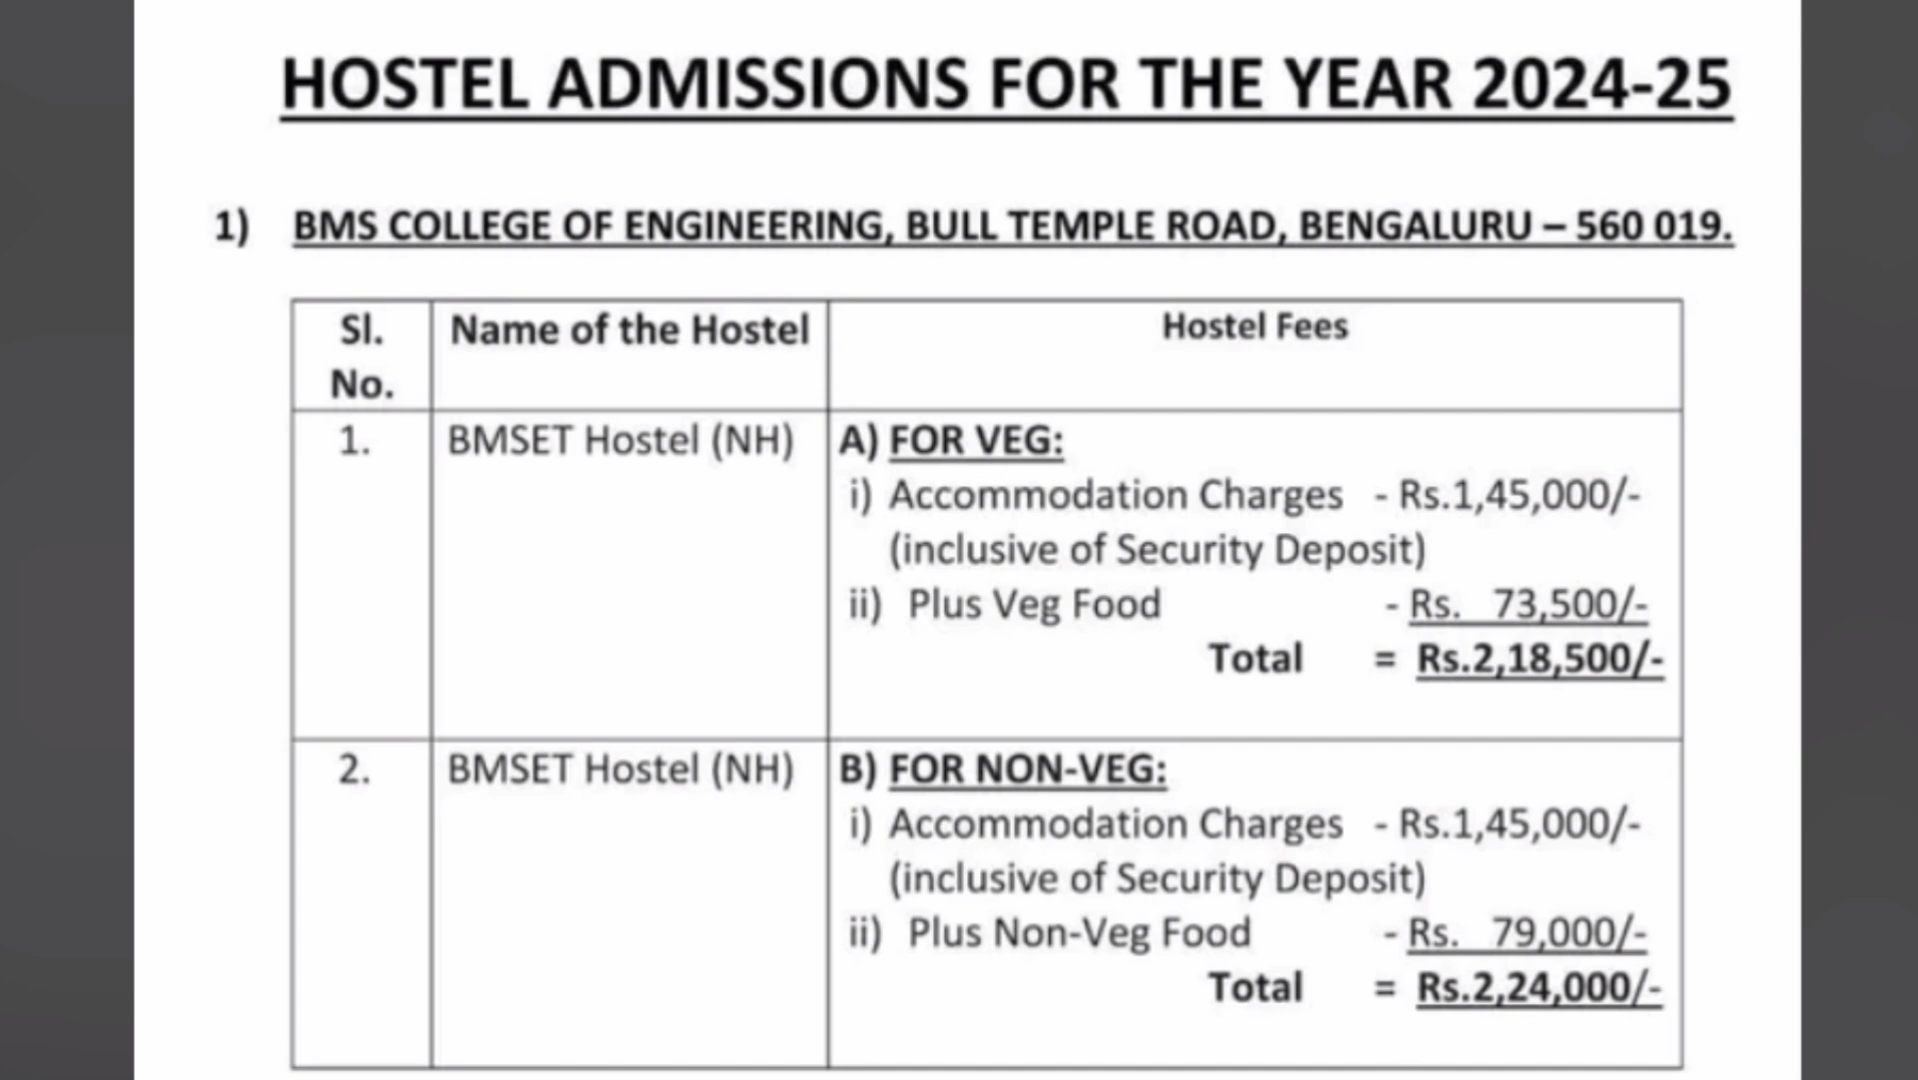 HOSTEL ADMISSIONS FOR THE YEAR 2024-25
1) BMS COLLEGE OF ENGINEERING, BULL TEMPLE ROAD, BENGALURU – 560 019.
Sl. No.
Name of the Hostel
Hostel Fees
1.
BMSET Hostel (NH)
A) FOR VEG:
i) Accommodation Charges - Rs.1,45,000/-
(inclusive of Security Deposit)
ii) Plus Veg Food - Rs. 73,500/-
Total = Rs.2,18,500/-
2.
BMSET Hostel (NH)
B) FOR NON-VEG:
i) Accommodation Charges - Rs.1,45,000/-
(inclusive of Security Deposit)
ii) Plus Non-Veg Food - Rs. 79,000/-
Total = Rs.2,24,000/-